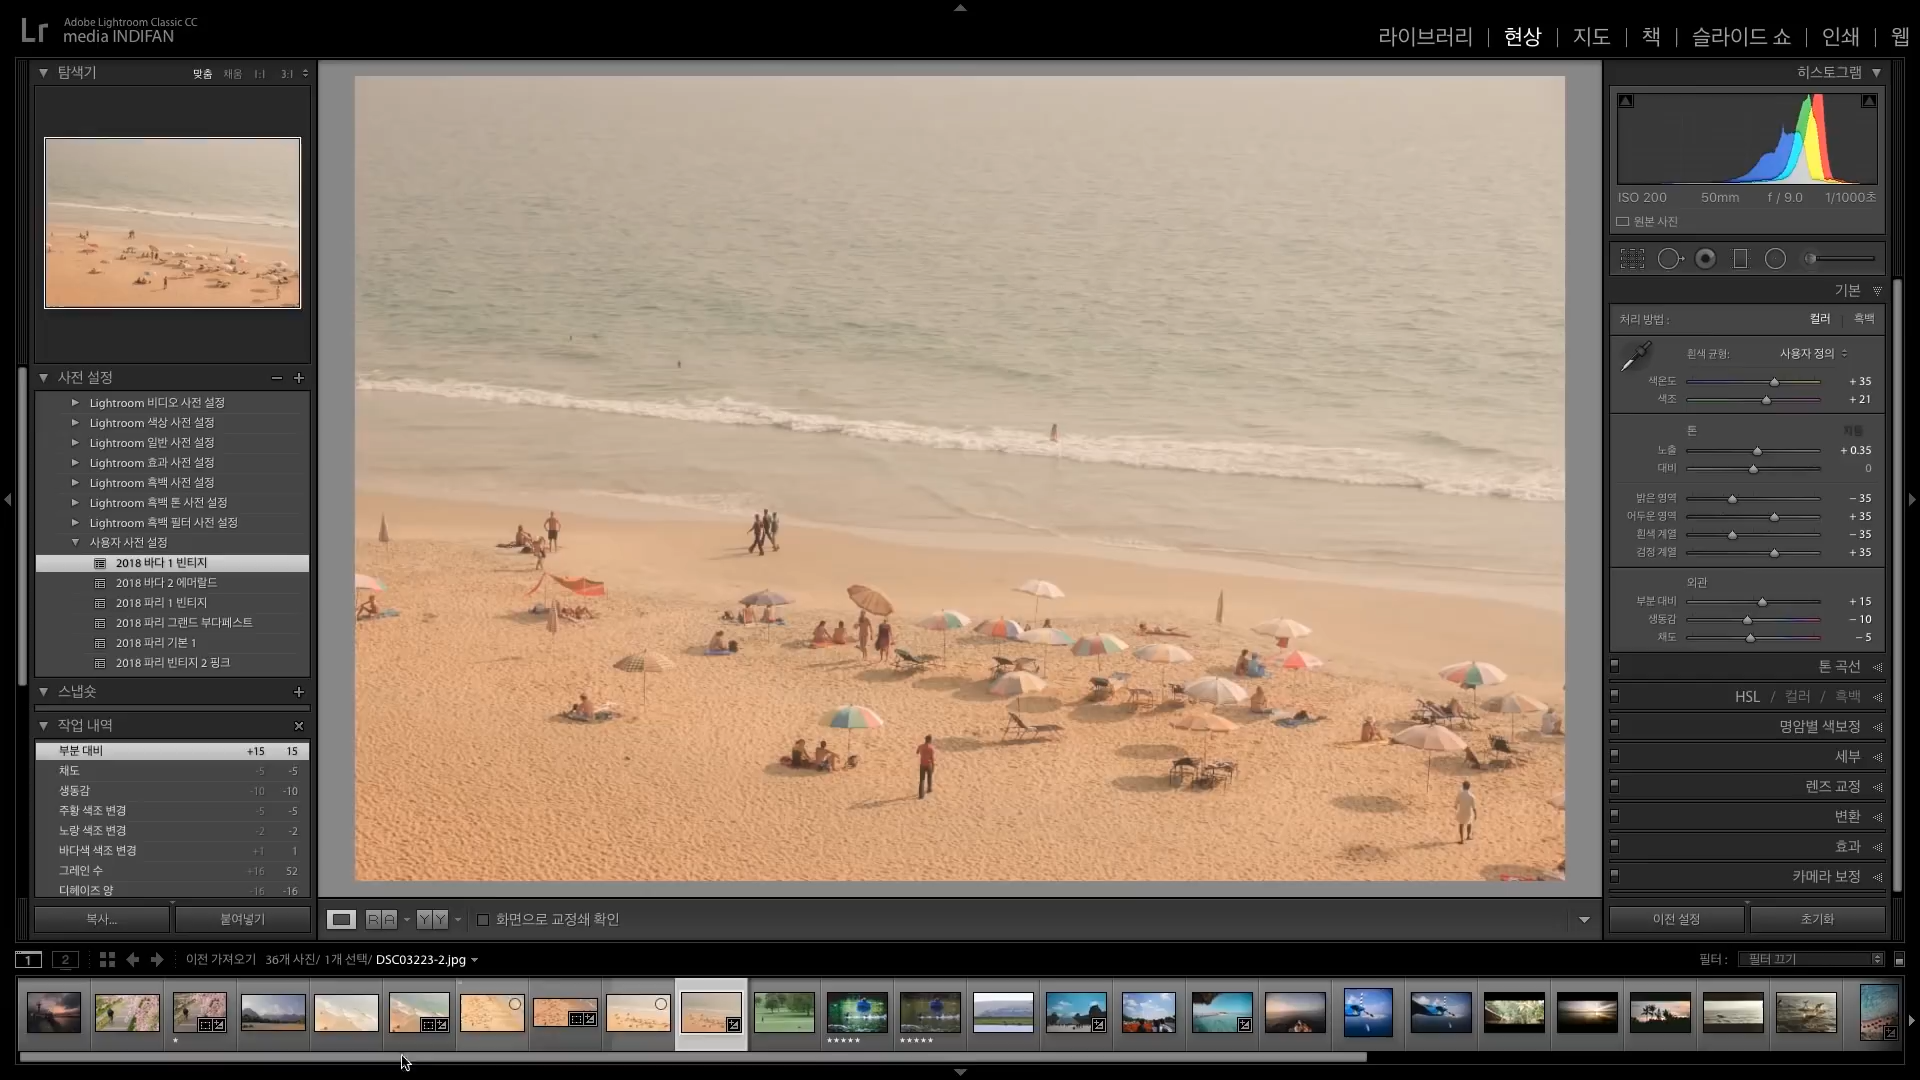 Lr Adobe Lightroom Classic CC
media INDIFAN
라이브러리 | 현상 | 지도 | 책 | 슬라이드 쇼 | 인쇄 | 웹
탐색기 맞춤 채움 1:1 3:1
사전 설정
Lightroom 비디오 사전 설정
Lightroom 색상 사전 설정
Lightroom 일반 사전 설정
Lightroom 효과 사전 설정
Lightroom 흑백 사전 설정
Lightroom 흑백 톤 사전 설정
Lightroom 흑백 필터 사전 설정
사용자 사전 설정
2018 바다 1 빈티지
2018 바다 2 에머랄드
2018 파리 1 빈티지
2018 파리 그랜드 부다페스트
2018 파리 기본 1
2018 파리 빈티지 2 핑크
스냅숏
작업 내역
부분 대비 +15 15
채도 -5 -5
생동감 -10 -10
주황 색조 변경 -5 -5
노랑 색조 변경 -2 -2
바다색 색조 변경 +1 1
그레인 수 +16 52
디헤이즈 양 -16 -16
복사... 붙여넣기
R A Y Y 화면으로 교정쇄 확인
히스토그램
ISO 200 50mm f / 9.0 1/1000초
원본 사진
기본
처리 방법 : 컬러 흑백
흰색 균형: 사용자 정의
색온도 + 35
색조 + 21
톤 자동
노출 + 0.35
대비 0
밝은 영역 – 35
어두운 영역 + 35
흰색 계열 – 35
검정 계열 + 35
외관
부분 대비 + 15
생동감 – 10
채도 – 5
톤 곡선
HSL / 컬러 / 흑백
명암별 색보정
세부
렌즈 교정
변환
효과
카메라 보정
이전 설정 초기화
1 2 이전 가져오기 36개 사진/ 1개 선택/ DSC03223-2.jpg
필터 : 필터 끄기